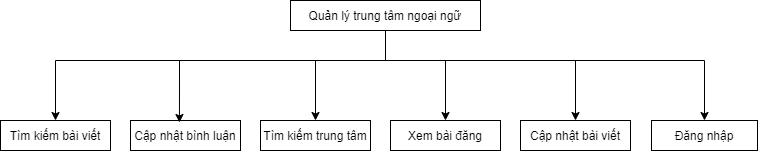 Quản lý trung tâm ngoại ngữ
Tìm kiếm bài viết
Cập nhật bình luận
Tìm kiếm trung tâm
Xem bài đăng
Cập nhật bài viết
Đăng nhập